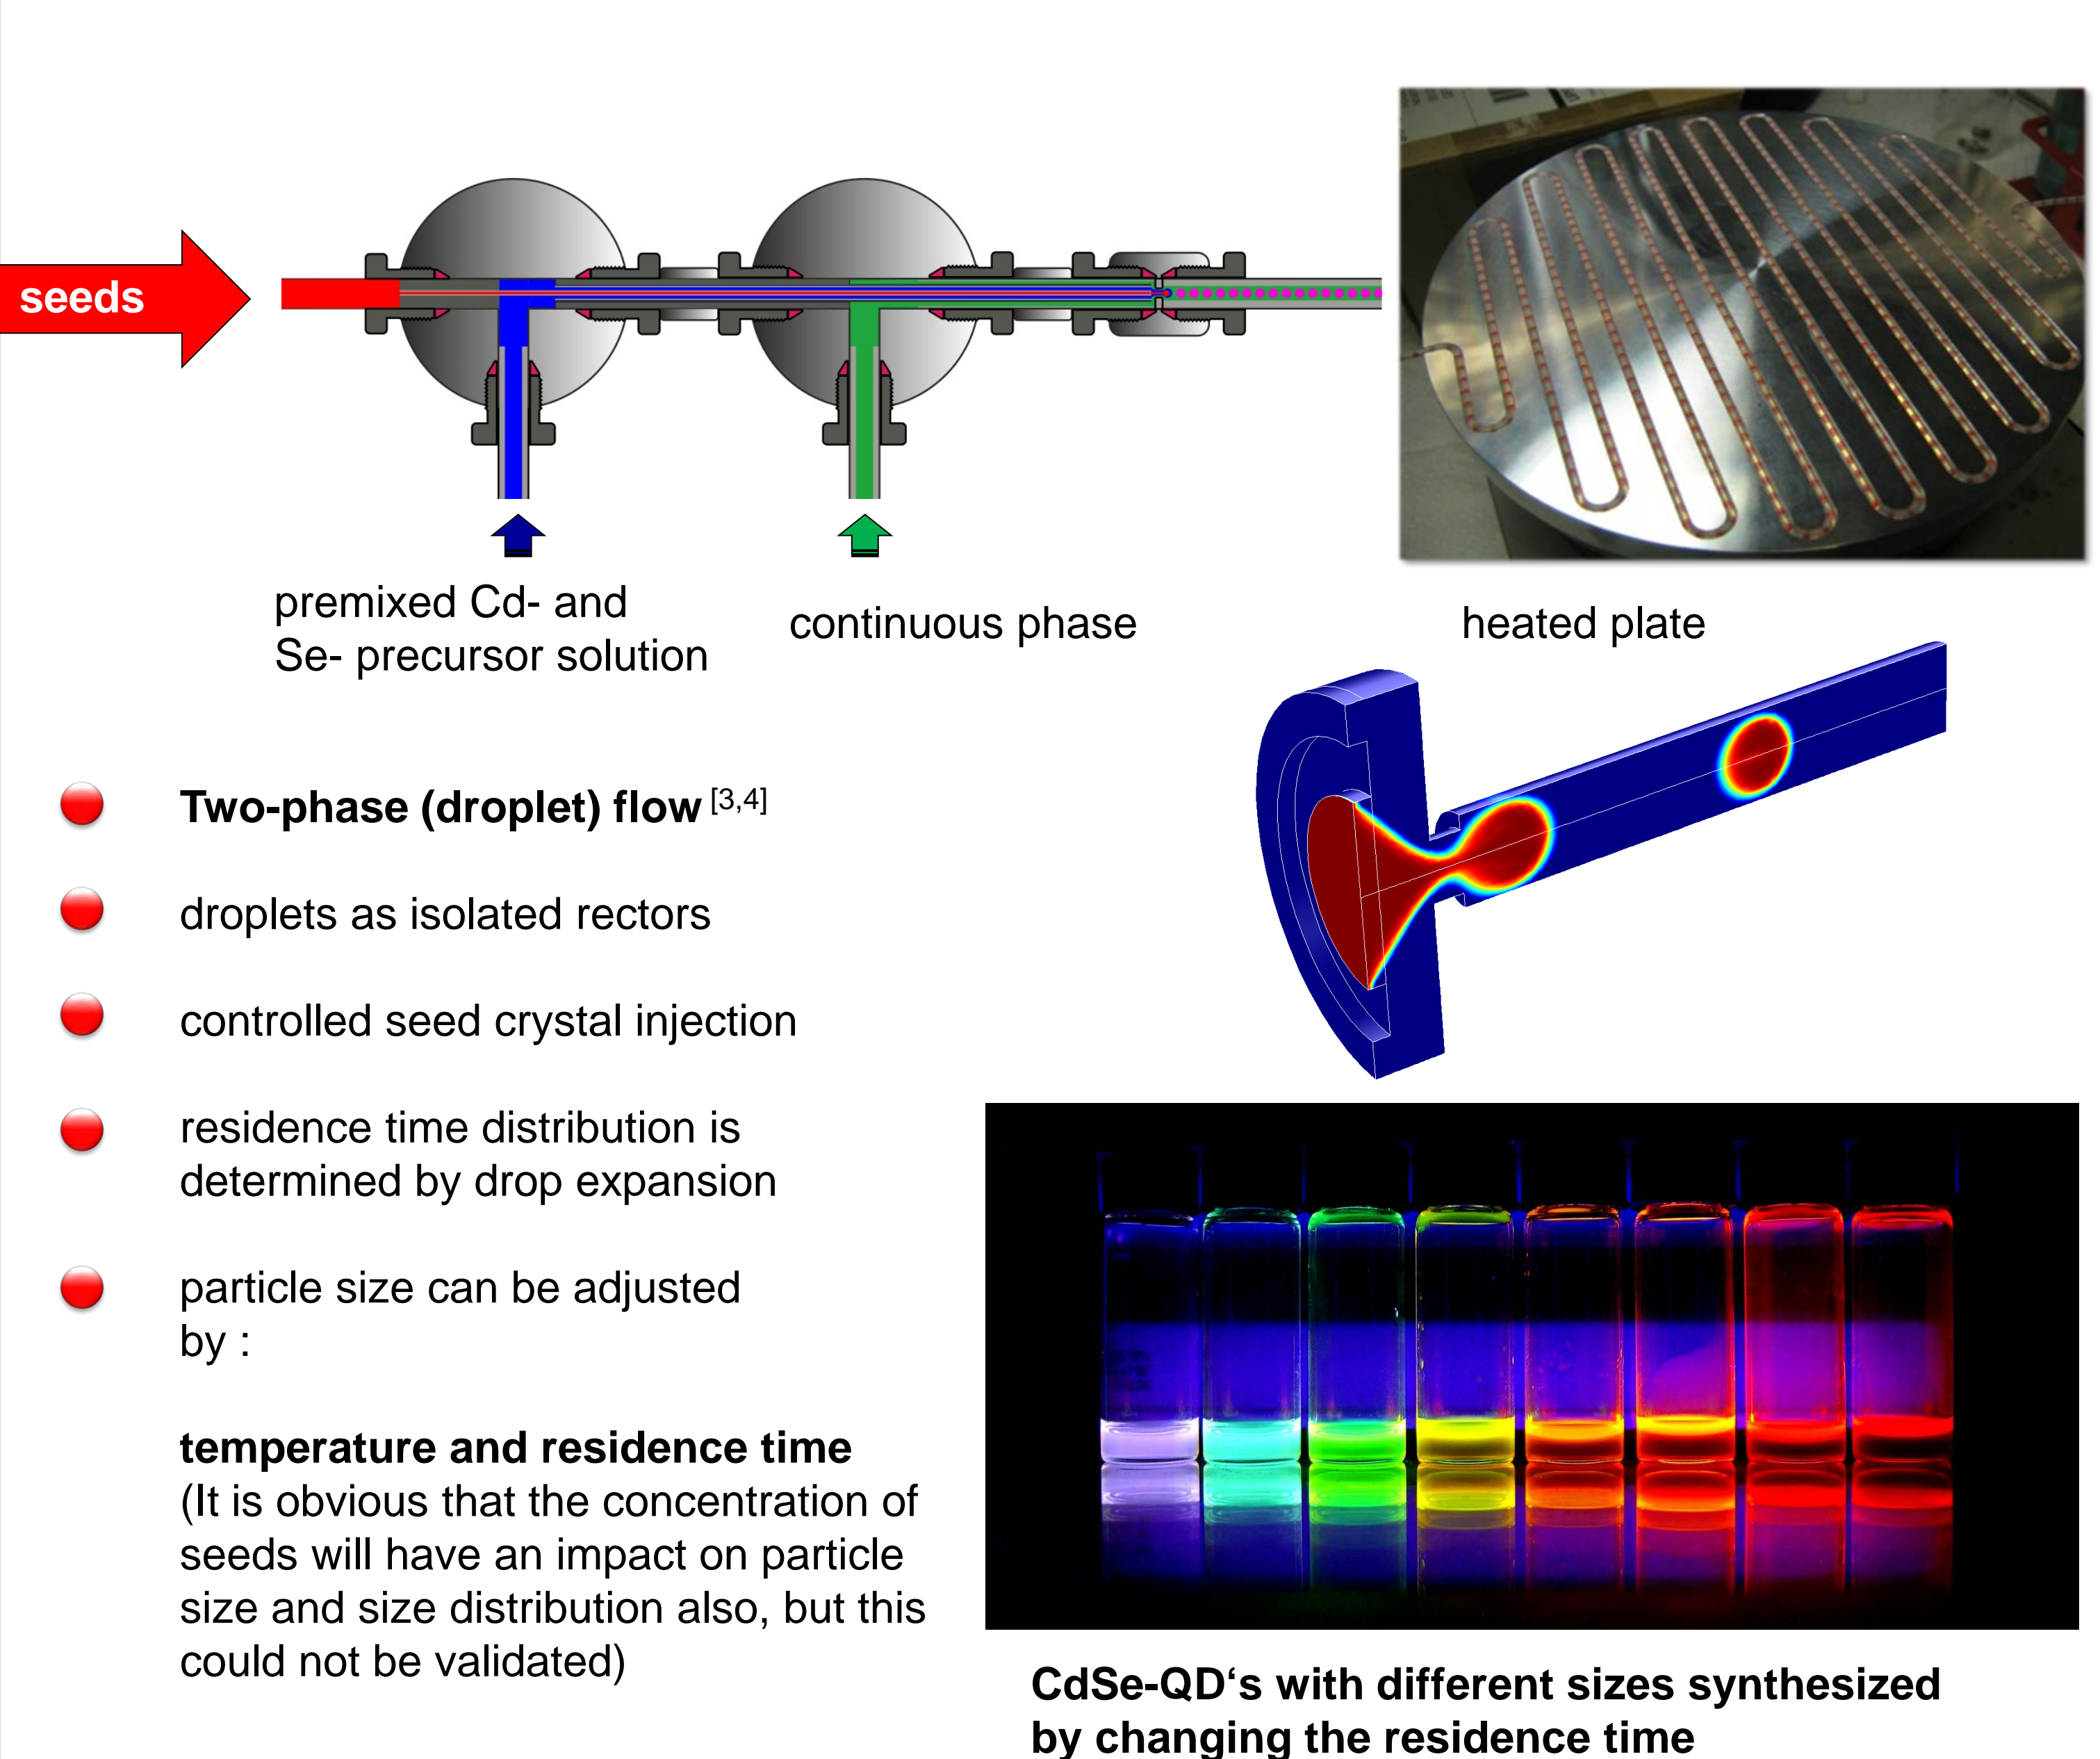 seeds
premixed Cd- and
Se- precursor solution
continuous phase
heated plate
Two-phase (droplet) flow [3,4]
droplets as isolated rectors
controlled seed crystal injection
residence time distribution is
determined by drop expansion
particle size can be adjusted
by :
temperature and residence time
(It is obvious that the concentration of
seeds will have an impact on particle
size and size distribution also, but this
could not be validated)
CdSe-QD‘s with different sizes synthesized
by changing the residence time